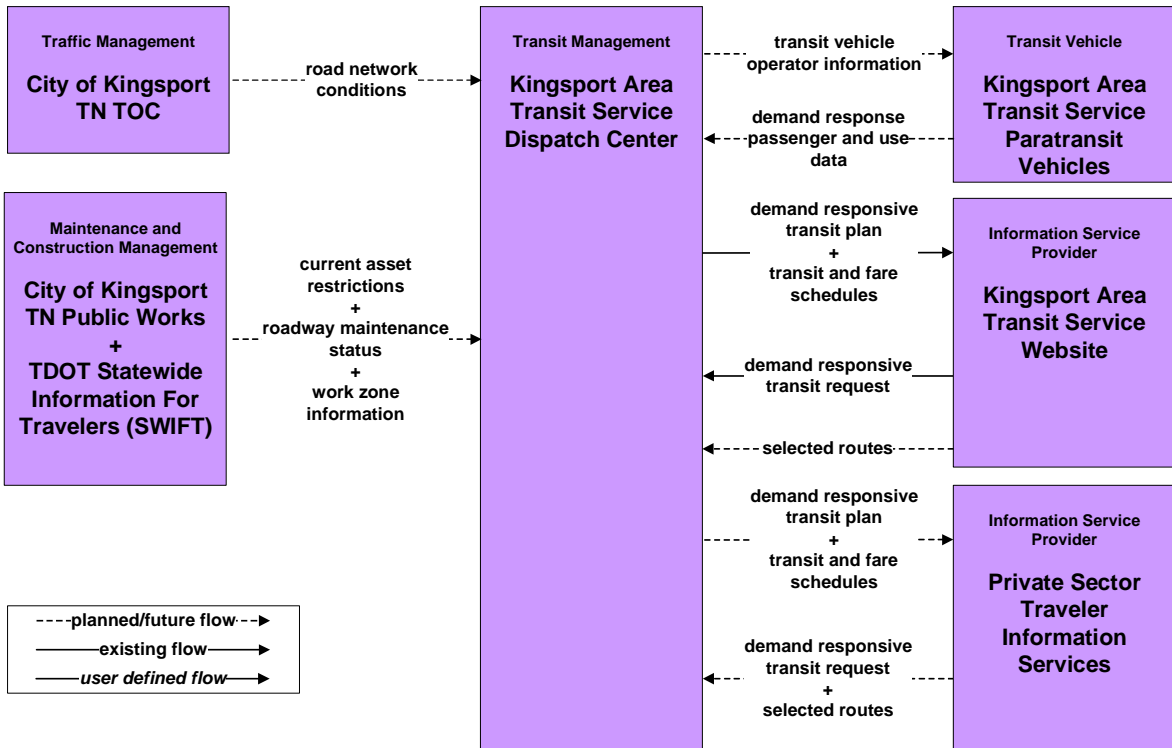 Traffic Management
City of Kingsport
TN TOC
road network
conditions
Maintenance and
Construction Management
City of Kingsport
TN Public Works
+
TDOT Statewide
Information For
Travelers (SWIFT)
current asset
restrictions
+
roadway maintenance
status
+
work zone
information
Transit Management
Kingsport Area
Transit Service
Dispatch Center
transit vehicle
operator information
demand response
passenger and use
data
Transit Vehicle
Kingsport Area
Transit Service
Paratransit
Vehicles
demand responsive
transit plan
+
transit and fare
schedules
demand responsive
transit request
selected routes
Information Service
Provider
Kingsport Area
Transit Service
Website
demand responsive
transit plan
+
transit and fare
schedules
demand responsive
transit request
+
selected routes
Information Service
Provider
Private Sector
Traveler
Information
Services
planned/future flow
existing flow
user defined flow